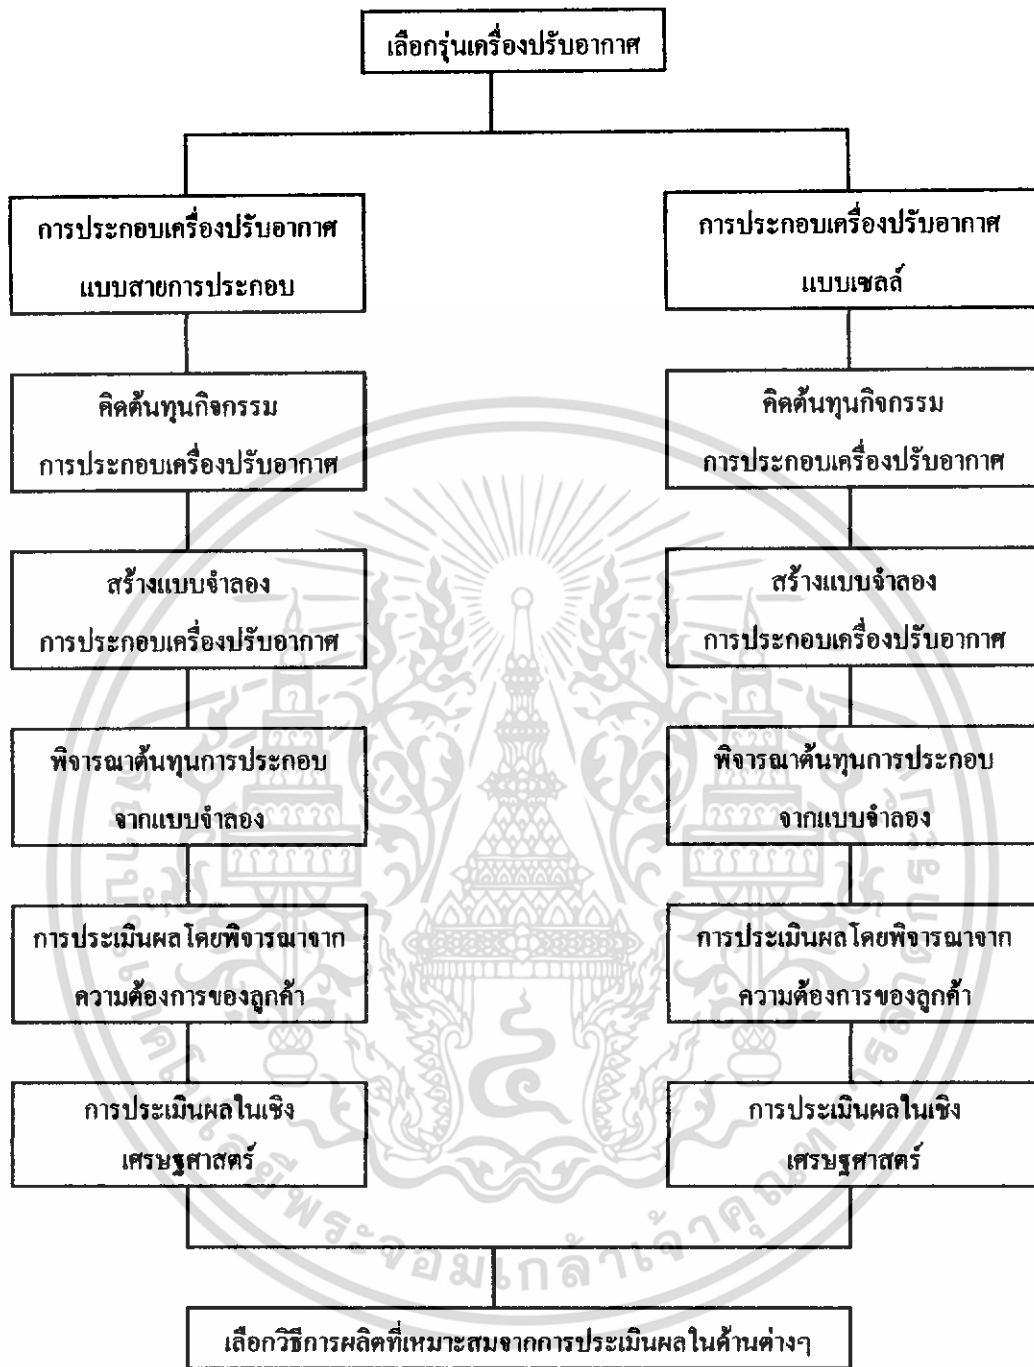 เลือกรุ่นเครื่องปรับอากาศ
การประกอบเครื่องปรับอากาศ
แบบสายการประกอบ
คิดต้นทุนกิจกรรม
การประกอบเครื่องปรับอากาศ
สร้างแบบจำลอง
การประกอบเครื่องปรับอากาศ
พิจารณาต้นทุนการประกอบ
จากแบบจำลอง
การประเมินผลโดยพิจารณาจาก
ความต้องการของลูกค้า
การประเมินผลในเชิง
เศรษฐศาสตร์
การประกอบเครื่องปรับอากาศ
แบบเซลล์
คิดต้นทุนกิจกรรม
การประกอบเครื่องปรับอากาศ
สร้างแบบจำลอง
การประกอบเครื่องปรับอากาศ
พิจารณาต้นทุนการประกอบ
จากแบบจำลอง
การประเมินผลโดยพิจารณาจาก
ความต้องการของลูกค้า
การประเมินผลในเชิง
เศรษฐศาสตร์
เลือกวิธีการผลิตที่เหมาะสมจากการประเมินผลในด้านต่างๆ
พระจอมเกล้าเจ้าคุณทหาร